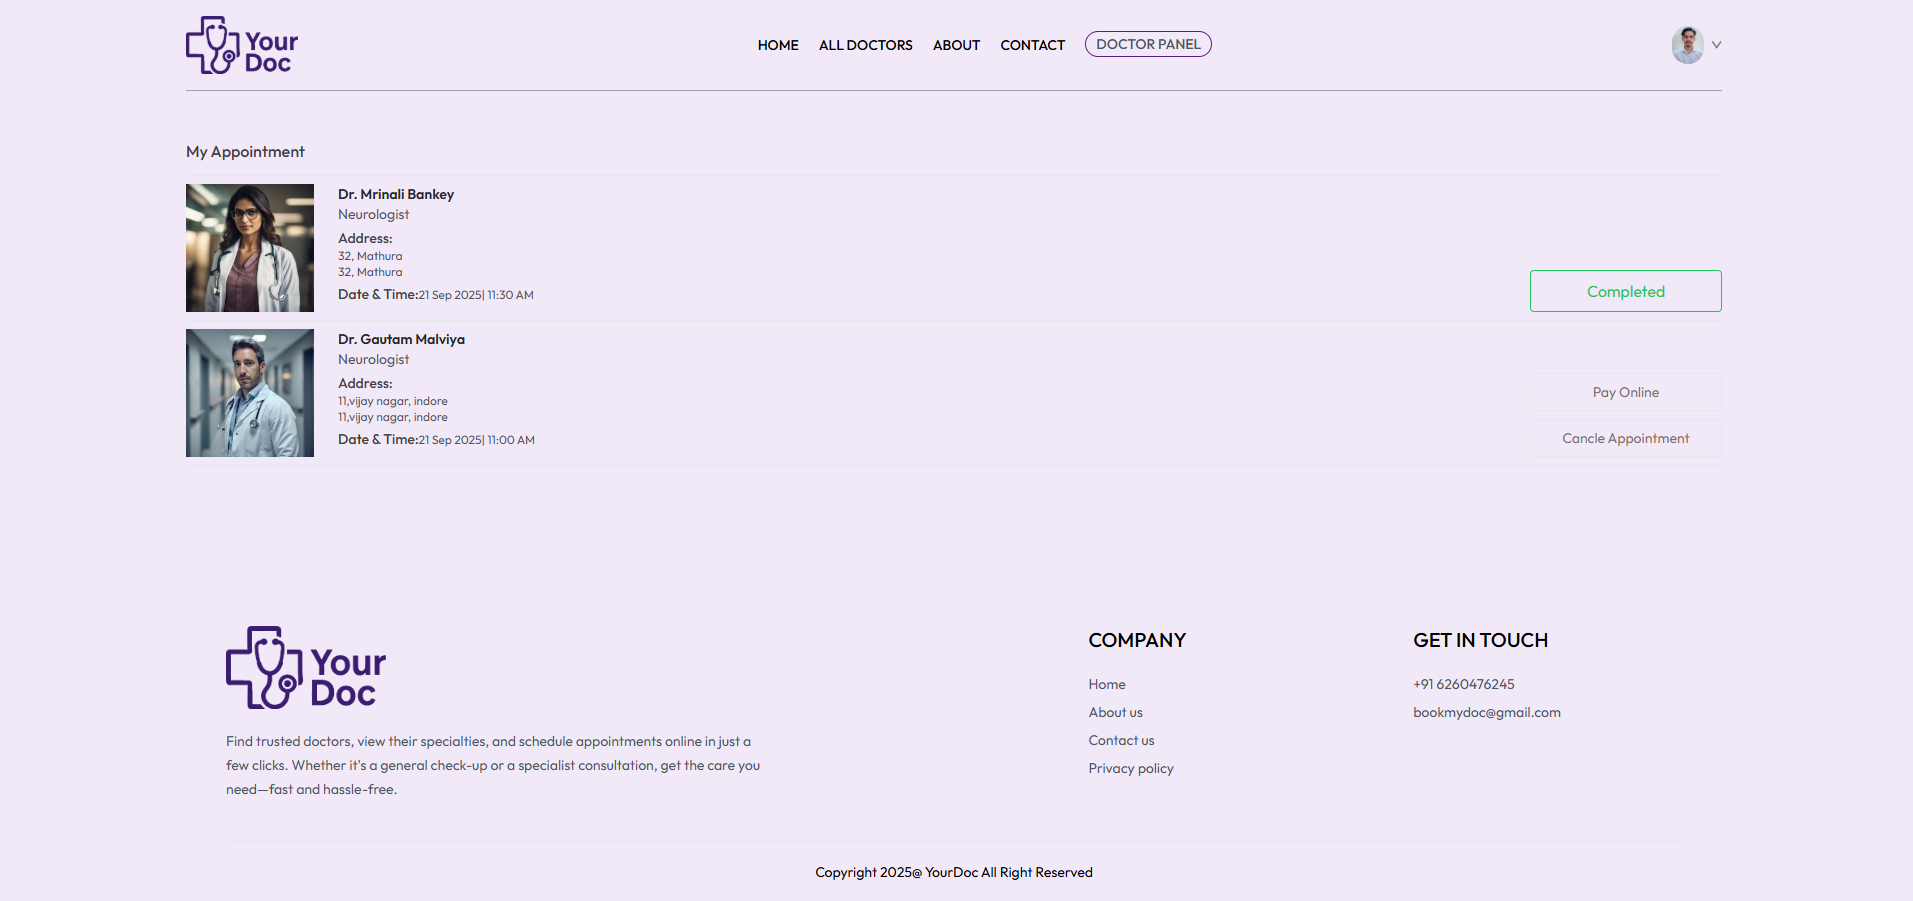 Your
Doc
HOME
ALL DOCTORS
ABOUT
CONTACT
DOCTOR PANEL
My Appointment
Dr. Mrinali Bankey
Neurologist
Address:
32, Mathura
32, Mathura
Date & Time:21 Sep 2025| 11:30 AM
Completed
Dr. Gautam Malviya
Neurologist
Address:
11,vijay nagar, indore
11,vijay nagar, indore
Date & Time:21 Sep 2025| 11:00 AM
Pay Online
Cancle Appointment
Your
Doc
Find trusted doctors, view their specialties, and schedule appointments online in just a
few clicks. Whether it's a general check-up or a specialist consultation, get the care you
need—fast and hassle-free.
COMPANY
Home
About us
Contact us
Privacy policy
GET IN TOUCH
+91 6260476245
bookmydoc@gmail.com
Copyright 2025@ YourDoc All Right Reserved